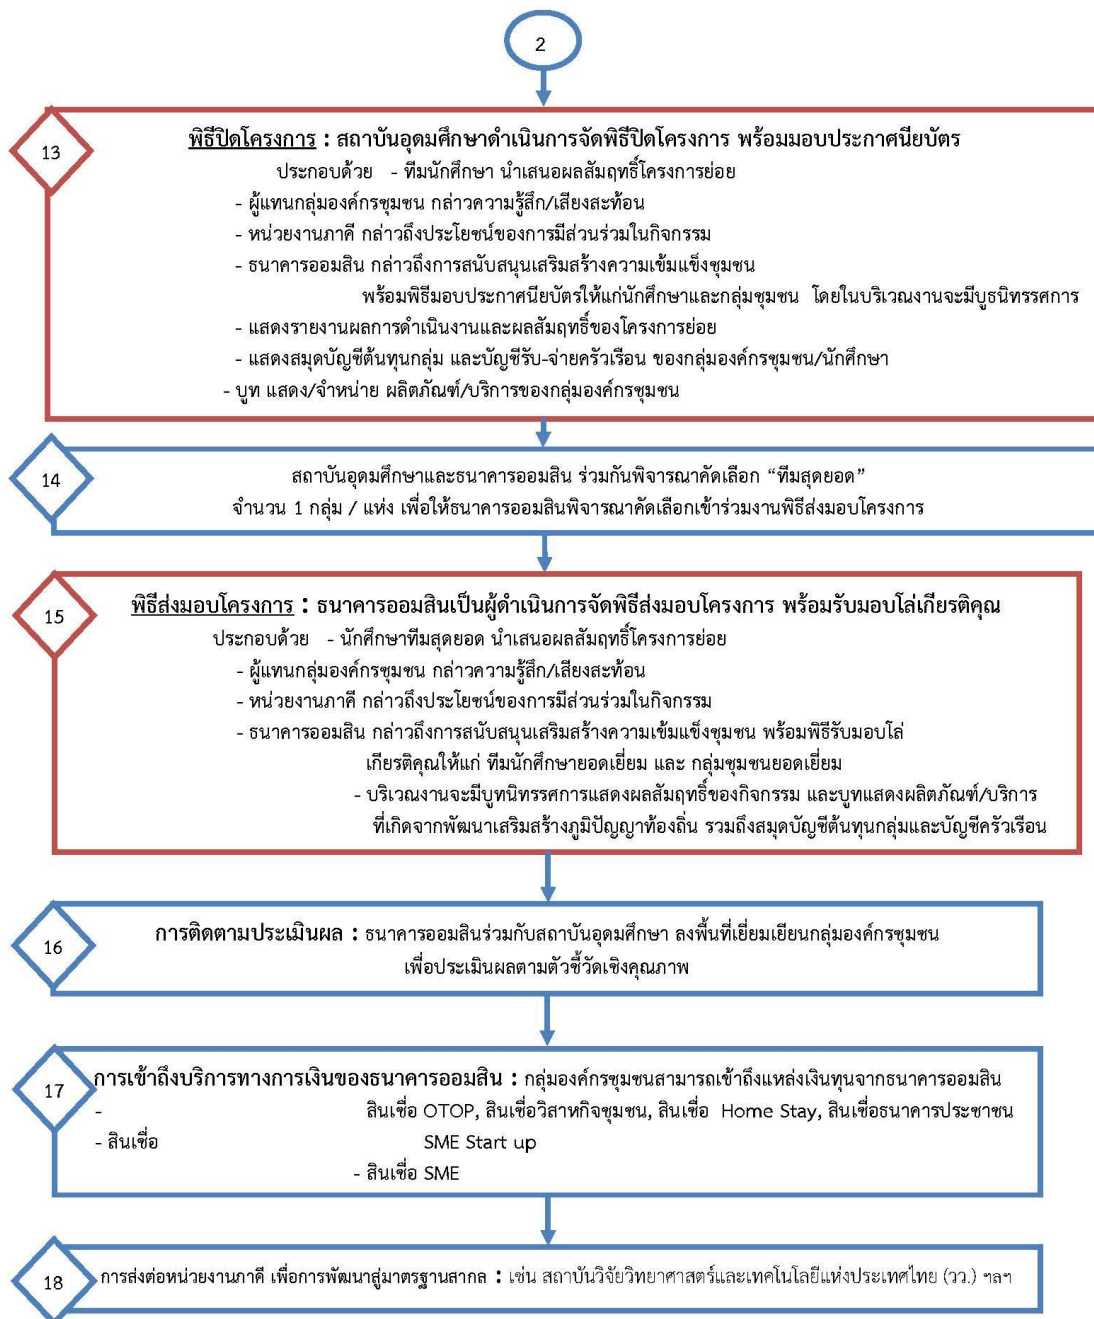 2
13
พิธีปิดโครงการ : สถาบันอุดมศึกษาดำเนินการจัดพิธีปิดโครงการ พร้อมมอบประกาศนียบัตร
ประกอบด้วย - ทีมนักศึกษา นำเสนอผลสัมฤทธิ์โครงการย่อย
- ผู้แทนกลุ่มองค์กรชุมชน กล่าวความรู้สึก/เสียงสะท้อน
- หน่วยงานภาคี กล่าวถึงประโยชน์ของการมีส่วนร่วมในกิจกรรม
- ธนาคารออมสิน กล่าวถึงการสนับสนุนเสริมสร้างความเข้มแข็งชุมชน
พร้อมพิธีมอบประกาศนียบัตรให้แก่นักศึกษาและกลุ่มชุมชน โดยในบริเวณงานจะมีบูธนิทรรศการ
- แสดงรายงานผลการดำเนินงานและผลสัมฤทธิ์ของโครงการย่อย
- แสดงสมุดบัญชีต้นทุนกลุ่ม และบัญชีรับ-จ่ายครัวเรือน ของกลุ่มองค์กรชุมชน/นักศึกษา
- บูท แสดง/จำหน่าย ผลิตภัณฑ์/บริการของกลุ่มองค์กรชุมชน
14
สถาบันอุดมศึกษาและธนาคารออมสิน ร่วมกันพิจารณาคัดเลือก “ทีมสุดยอด”
จำนวน 1 กลุ่ม / แห่ง เพื่อให้ธนาคารออมสินพิจารณาคัดเลือกเข้าร่วมงานพิธีส่งมอบโครงการ
15
พิธีส่งมอบโครงการ : ธนาคารออมสินเป็นผู้ดำเนินการจัดพิธีส่งมอบโครงการ พร้อมรับมอบโล่เกียรติคุณ
ประกอบด้วย - นักศึกษาทีมสุดยอด นำเสนอผลสัมฤทธิ์โครงการย่อย
- ผู้แทนกลุ่มองค์กรชุมชน กล่าวความรู้สึก/เสียงสะท้อน
- หน่วยงานภาคี กล่าวถึงประโยชน์ของการมีส่วนร่วมในกิจกรรม
- ธนาคารออมสิน กล่าวถึงการสนับสนุนเสริมสร้างความเข้มแข็งชุมชน พร้อมพิธีรับมอบโล่
เกียรติคุณให้แก่ ทีมนักศึกษายอดเยี่ยม และ กลุ่มชุมชนยอดเยี่ยม
- บริเวณงานจะมีบูทนิทรรศการแสดงผลสัมฤทธิ์ของกิจกรรม และบูทแสดงผลิตภัณฑ์/บริการ
ที่เกิดจากพัฒนาเสริมสร้างภูมิปัญญาท้องถิ่น รวมถึงสมุดบัญชีต้นทุนกลุ่มและบัญชีครัวเรือน
16
การติดตามประเมินผล : ธนาคารออมสินร่วมกับสถาบันอุดมศึกษา ลงพื้นที่เยี่ยมเยียนกลุ่มองค์กรชุมชน
เพื่อประเมินผลตามตัวชี้วัดเชิงคุณภาพ
17
การเข้าถึงบริการทางการเงินของธนาคารออมสิน : กลุ่มองค์กรชุมชนสามารถเข้าถึงแหล่งเงินทุนจากธนาคารออมสิน
- สินเชื่อ OTOP, สินเชื่อวิสาหกิจชุมชน, สินเชื่อ Home Stay, สินเชื่อธนาคารประชาชน
- สินเชื่อ SME Start up
- สินเชื่อ SME
18
การส่งต่อหน่วยงานภาคี เพื่อการพัฒนาสู่มาตรฐานสากล : เช่น สถาบันวิจัยวิทยาศาสตร์และเทคโนโลยีแห่งประเทศไทย (วว.) ฯลฯ